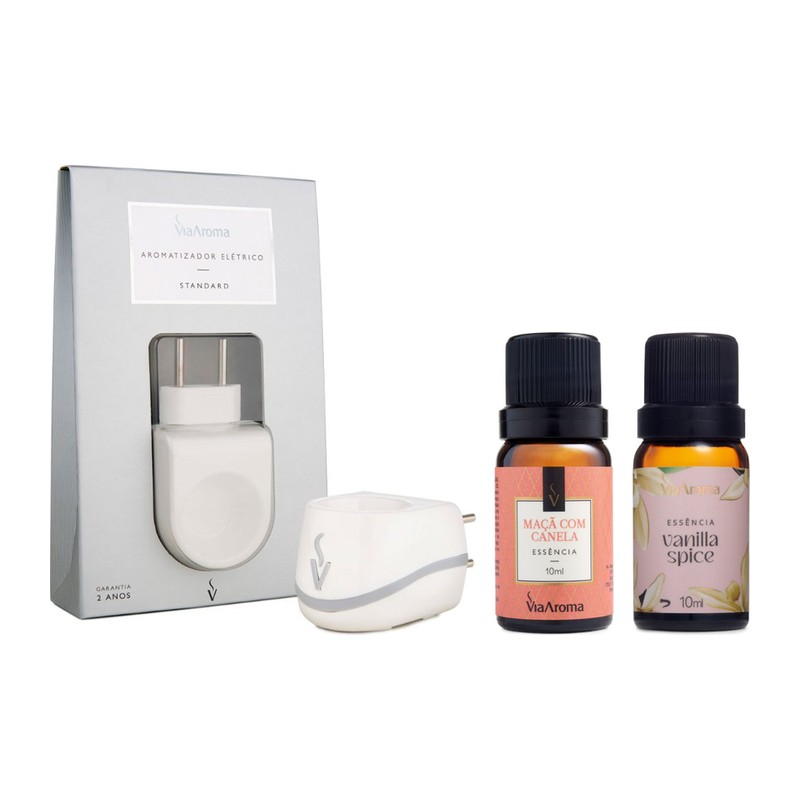 ViaAroma
AROMATIZADOR ELÉTRICO
STANDARD
GARANTIA
2 ANOS
MAÇÃ COM
CANELA
ESSÊNCIA
10ml
ViaAroma
ViaAroma
ESSÊNCIA
vanilla
spice
10ml